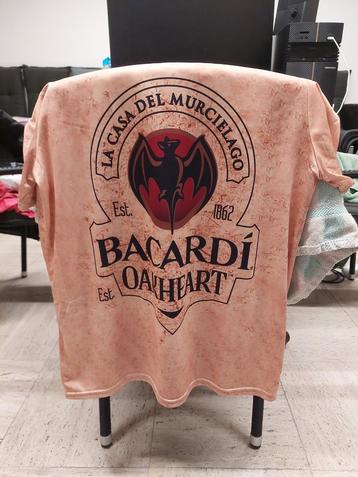 LA CASA DEL MURCIELAGO
Est. 1862
BACARDÍ
OAKHEART
Est.